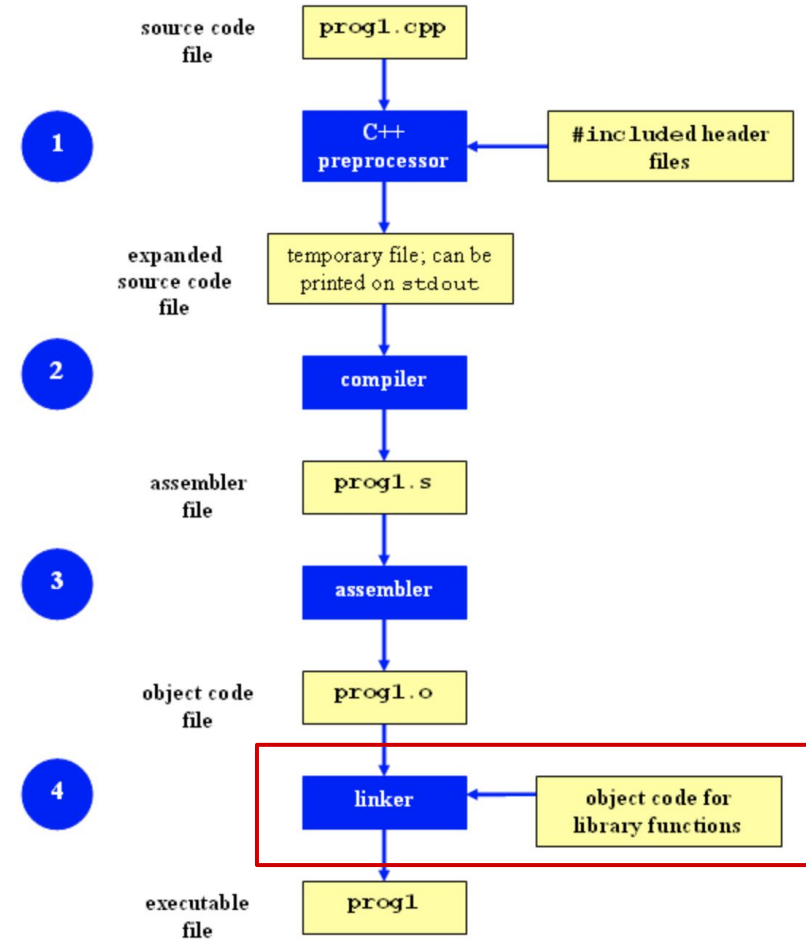 source code
file
prog1.cpp
1
C++
preprocessor
#included header
files
expanded
source code
file
temporary file; can be
printed on stdout
2
compiler
assembler
file
prog1.s
3
assembler
object code
file
prog1.o
4
linker
object code for
library functions
executable
file
prog1